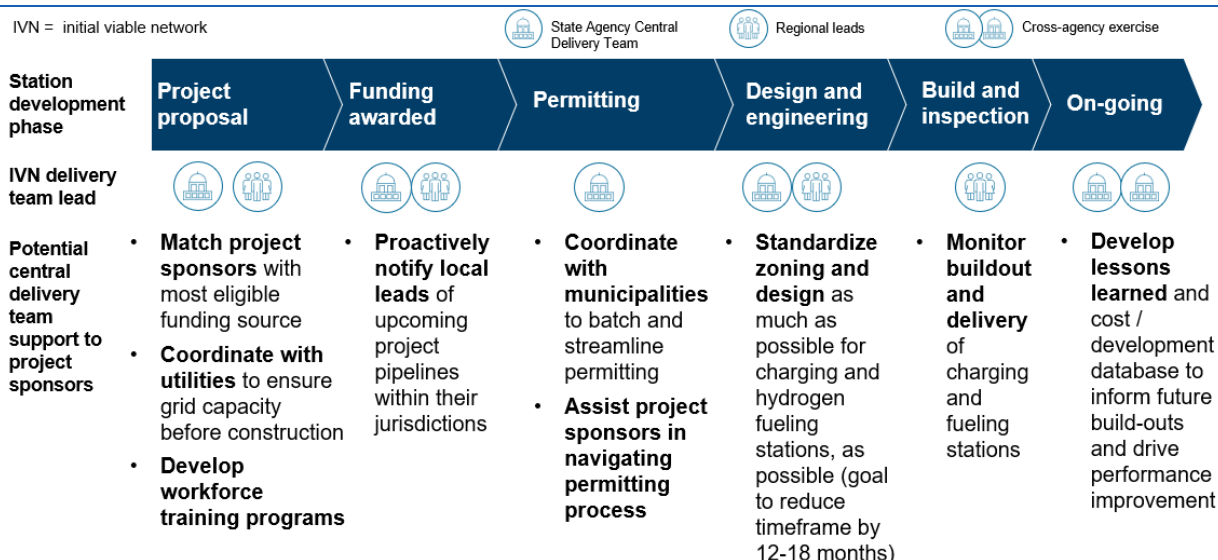 IVN = initial viable network
State Agency Central
Delivery Team
Regional leads
Cross-agency exercise
Station
development
phase
Project
proposal
Funding
awarded
Permitting
Design and
engineering
Build and
inspection
On-going
IVN delivery
team lead
Potential
central
delivery
team
support to
project
sponsors
• Match project
sponsors with
most eligible
funding source
• Coordinate with
utilities to ensure
grid capacity
before construction
• Develop
workforce
training programs
• Proactively
notify local
leads of
upcoming
project
pipelines
within their
jurisdictions
• Coordinate
with
municipalities
to batch and
streamline
permitting
• Assist project
sponsors in
navigating
permitting
process
• Standardize
zoning and
design as
much as
possible for
charging and
hydrogen
fueling
stations, as
possible (goal
to reduce
timeframe by
12-18 months)
• Monitor
buildout
and
delivery of
charging
and
fueling
stations
• Develop
lessons
learned and
cost /
development
database to
inform future
build-outs
and drive
performance
improvement